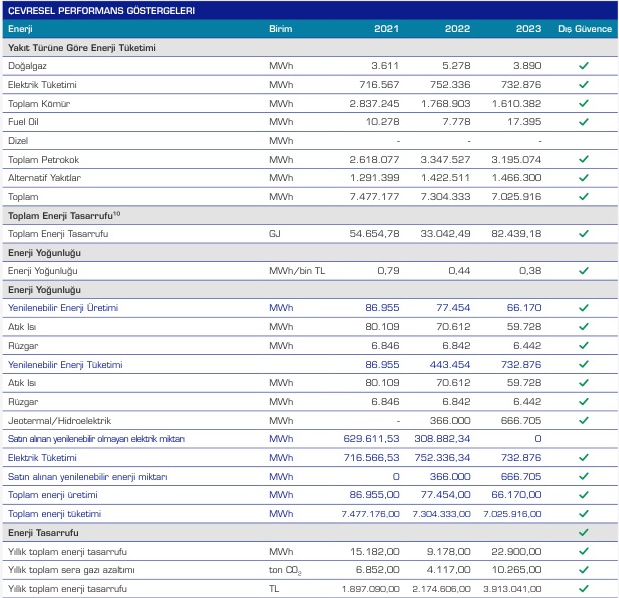 ÇEVRESEL PERFORMANS GÖSTERGELERİ
Enerji Birim 2021 2022 2023 Dış Güvence
Yakıt Türüne Göre Enerji Tüketimi
Doğalgaz MWh 3.611 5.278 3.890 ✓
Elektrik Tüketimi MWh 716.567 752.336 732.876 ✓
Toplam Kömür MWh 2.837.245 1.768.903 1.610.382 ✓
Fuel Oil MWh 10.278 7.778 17.395 ✓
Dizel MWh - - -
Toplam Petrokok MWh 2.618.077 3.347.527 3.195.074 ✓
Alternatif Yakıtlar MWh 1.291.399 1.422.511 1.466.300 ✓
Toplam MWh 7.477.177 7.304.333 7.025.916 ✓
Toplam Enerji Tasarrufu¹⁰
Toplam Enerji Tasarrufu GJ 54.654,78 33.042,49 82.439,18 ✓
Enerji Yoğunluğu
Enerji Yoğunluğu MWh/bin TL 0,79 0,44 0,38 ✓
Enerji Yoğunluğu
Yenilenebilir Enerji Üretimi MWh 86.955 77.454 66.170 ✓
Atık Isı MWh 80.109 70.612 59.728 ✓
Rüzgar MWh 6.846 6.842 6.442 ✓
Yenilenebilir Enerji Tüketimi 86.955 443.454 732.876 ✓
Atık Isı MWh 80.109 70.612 59.728 ✓
Rüzgar MWh 6.846 6.842 6.442 ✓
Jeotermal/Hidroelektrik MWh - 366.000 666.705 ✓
Satın alınan yenilenebilir olmayan elektrik miktarı MWh 629.611,53 308.882,34 0
Elektrik Tüketimi MWh 716.566,53 752.336,34 732.876 ✓
Satın alınan yenilenebilir enerji miktarı MWh 0 366.000 666.705 ✓
Toplam enerji üretimi MWh 86.955,00 77.454,00 66.170,00 ✓
Toplam enerji tüketimi MWh 7.477.176,00 7.304.333,00 7.025.916,00 ✓
Enerji Tasarrufu ✓
Yıllık toplam enerji tasarrufu MWh 15.182,00 9.178,00 22.900,00 ✓
Yıllık toplam sera gazı azaltımı ton CO₂ 6.852,00 4.117,00 10.265,00 ✓
Yıllık toplam enerji tasarrufu TL 1.897.090,00 2.174.606,00 3.913.041,00 ✓